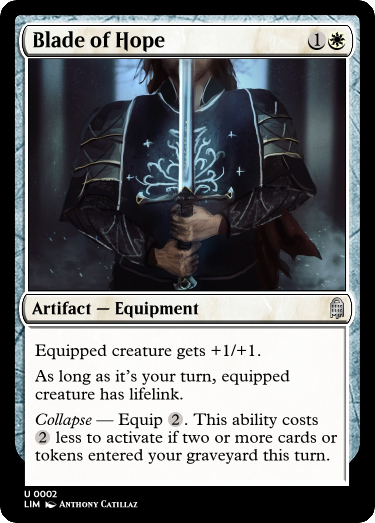 Blade of Hope 1
Artifact — Equipment
Equipped creature gets +1/+1.
As long as it's your turn, equipped
creature has lifelink.
Collapse — Equip 2. This ability costs
2 less to activate if two or more cards or
tokens entered your graveyard this turn.
U 0002
LIM Anthony Catillaz